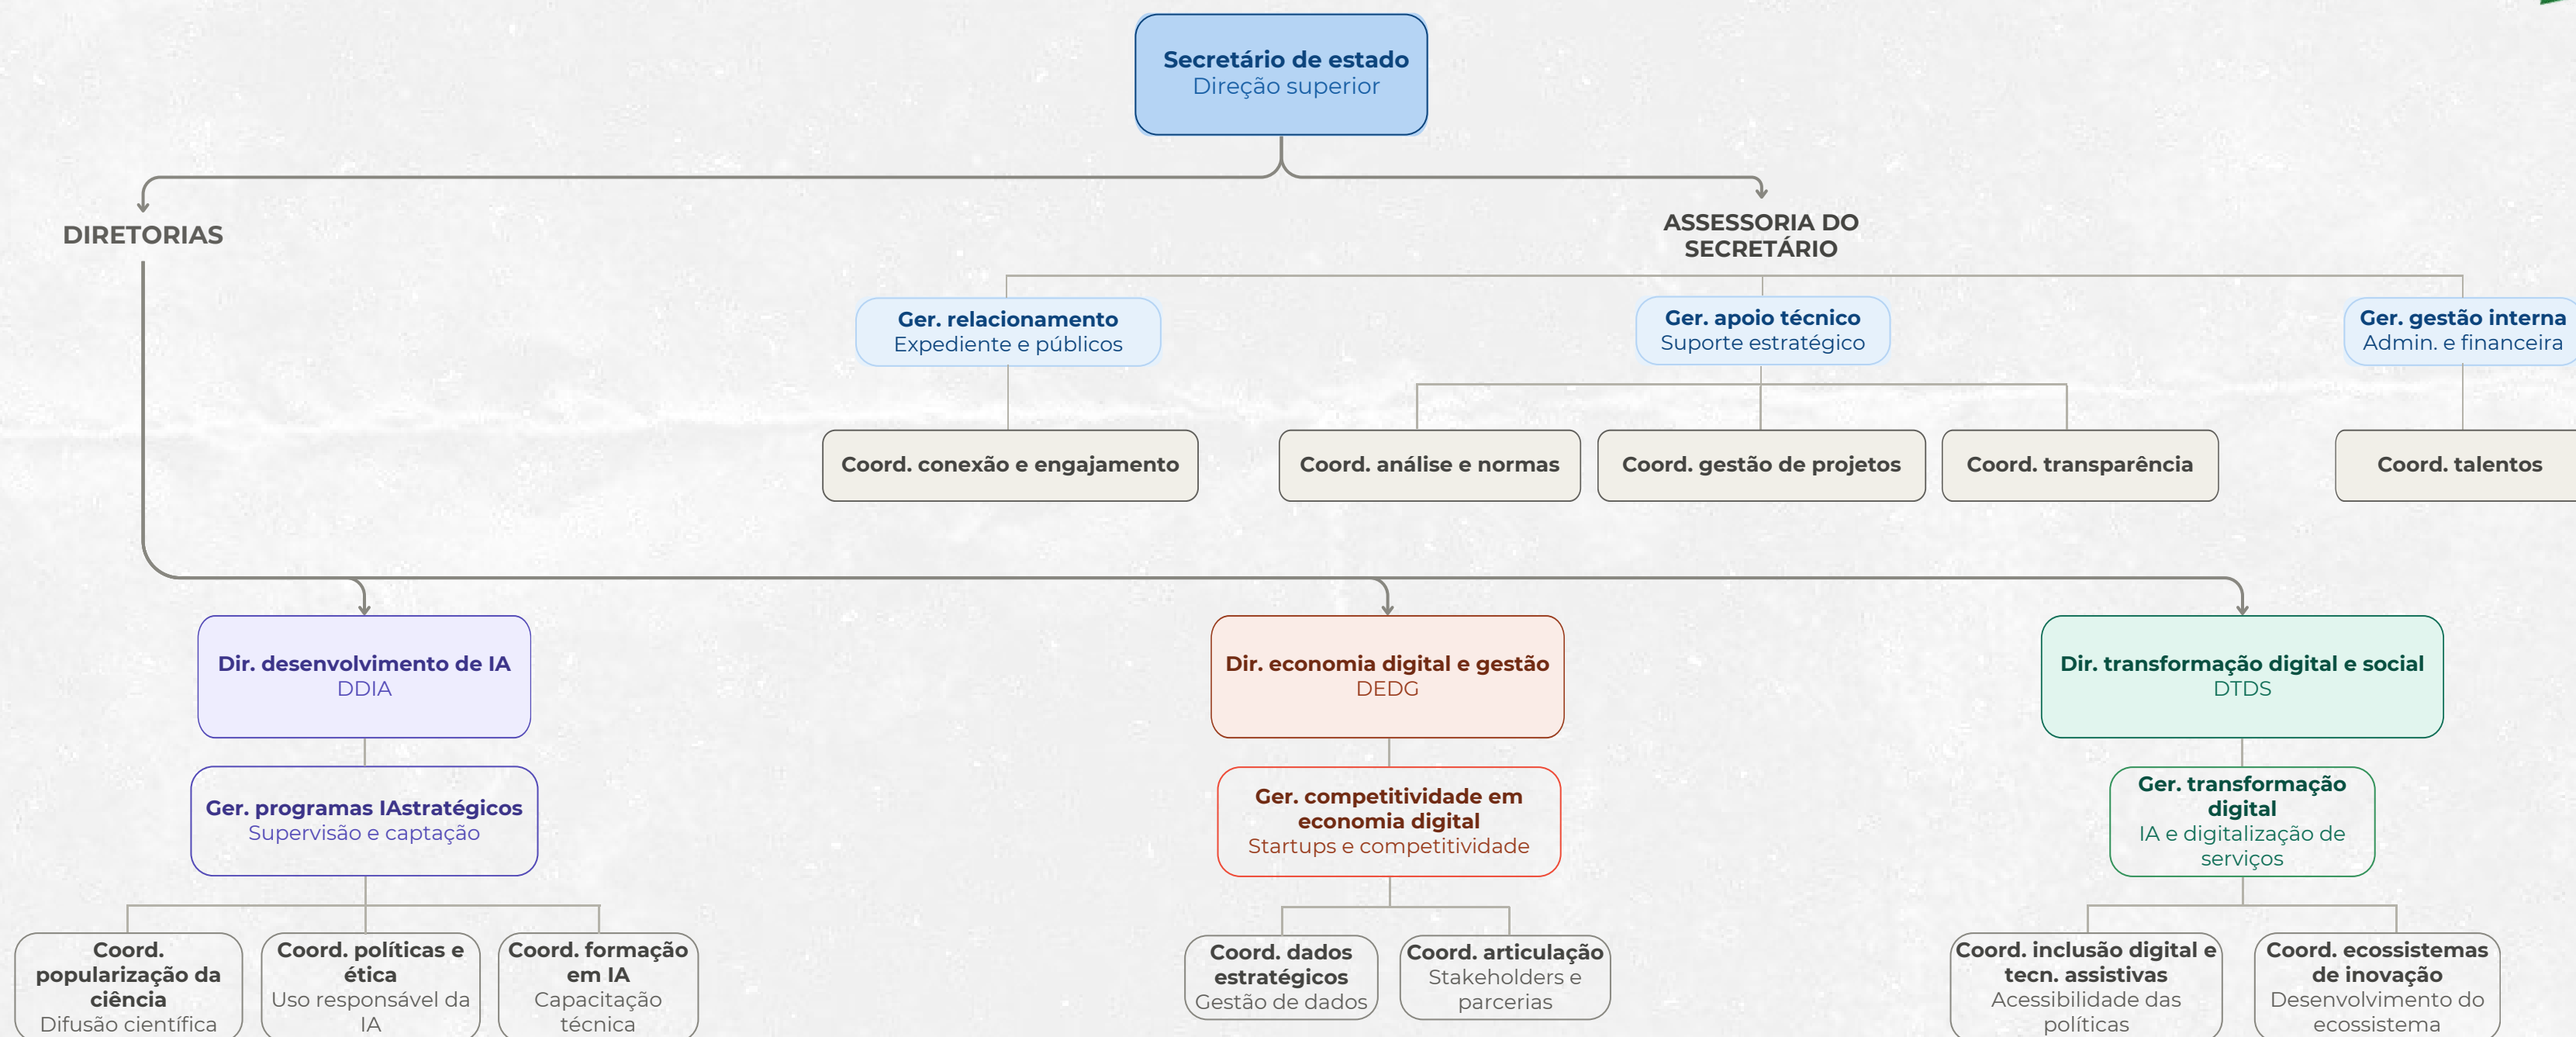 Secretário de estado
Direção superior
DIRETORIAS
ASSESSORIA DO
SECRETÁRIO
Ger. relacionamento
Expediente e públicos
Ger. apoio técnico
Suporte estratégico
Ger. gestão interna
Admin. e financeira
Coord. conexão e engajamento
Coord. análise e normas
Coord. gestão de projetos
Coord. transparência
Coord. talentos
Dir. desenvolvimento de IA
DDIA
Dir. economia digital e gestão
DEDG
Dir. transformação digital e social
DTDS
Ger. programas IAstratégicos
Supervisão e captação
Ger. competitividade em
economia digital
Startups e competitividade
Ger. transformação
digital
IA e digitalização de
serviços
Coord.
popularização da
ciência
Difusão científica
Coord. políticas e
ética
Uso responsável da
IA
Coord. formação
em IA
Capacitação
técnica
Coord. dados
estratégicos
Gestão de dados
Coord. articulação
Stakeholders e
parcerias
Coord. inclusão digital e
tecn. assistivas
Acessibilidade das
políticas
Coord. ecossistemas
de inovação
Desenvolvimento do
ecossistema